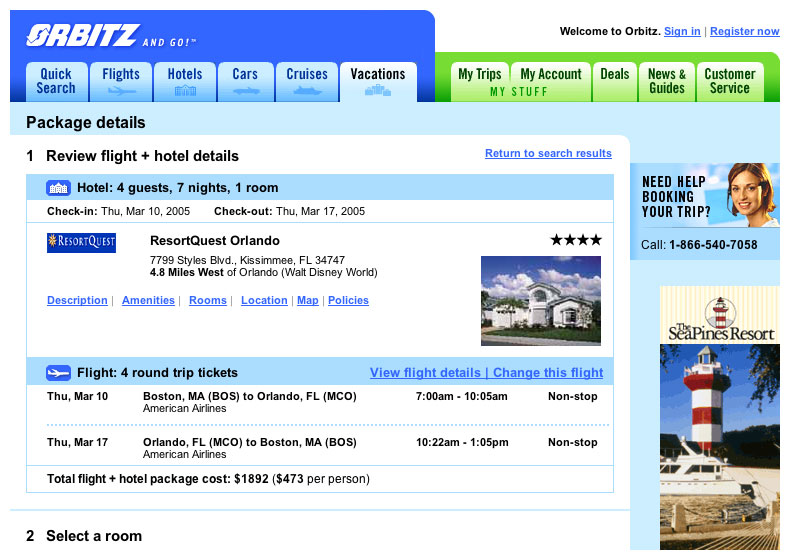 ORBITZ AND GO!℠
Welcome to Orbitz. Sign in | Register now
Quick Search
Flights
Hotels
Cars
Cruises
Vacations
My Trips
My Account
MY STUFF
Deals
News & Guides
Customer Service
Package details
1 Review flight + hotel details
Return to search results
Hotel: 4 guests, 7 nights, 1 room
Check-in: Thu, Mar 10, 2005 Check-out: Thu, Mar 17, 2005
RESORTQUEST
ResortQuest Orlando
★★★★
7799 Styles Blvd., Kissimmee, FL 34747
4.8 Miles West of Orlando (Walt Disney World)
Description | Amenities | Rooms | Location | Map | Policies
Flight: 4 round trip tickets
View flight details | Change this flight
Thu, Mar 10 Boston, MA (BOS) to Orlando, FL (MCO) 7:00am - 10:05am Non-stop
American Airlines
Thu, Mar 17 Orlando, FL (MCO) to Boston, MA (BOS) 10:22am - 1:05pm Non-stop
American Airlines
Total flight + hotel package cost: $1892 ($473 per person)
2 Select a room
NEED HELP
BOOKING
YOUR TRIP?
Call: 1-866-540-7058
The
SeaPines Resort